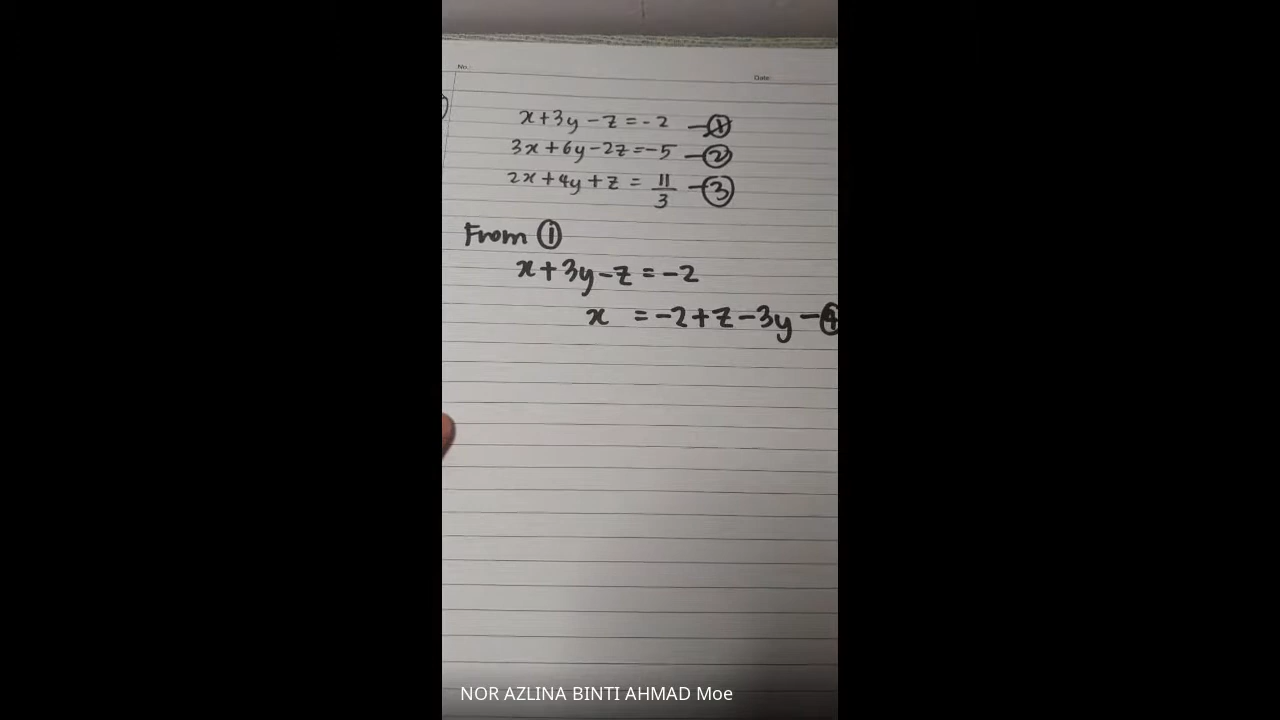 No.:
Date:
x+3y-z=-2 —①
3x+6y-2z=-5 —②
2x+4y+z = 11/3 —③
From ①
x+3y-z=-2
x = -2+z-3y —④
NOR AZLINA BINTI AHMAD Moe